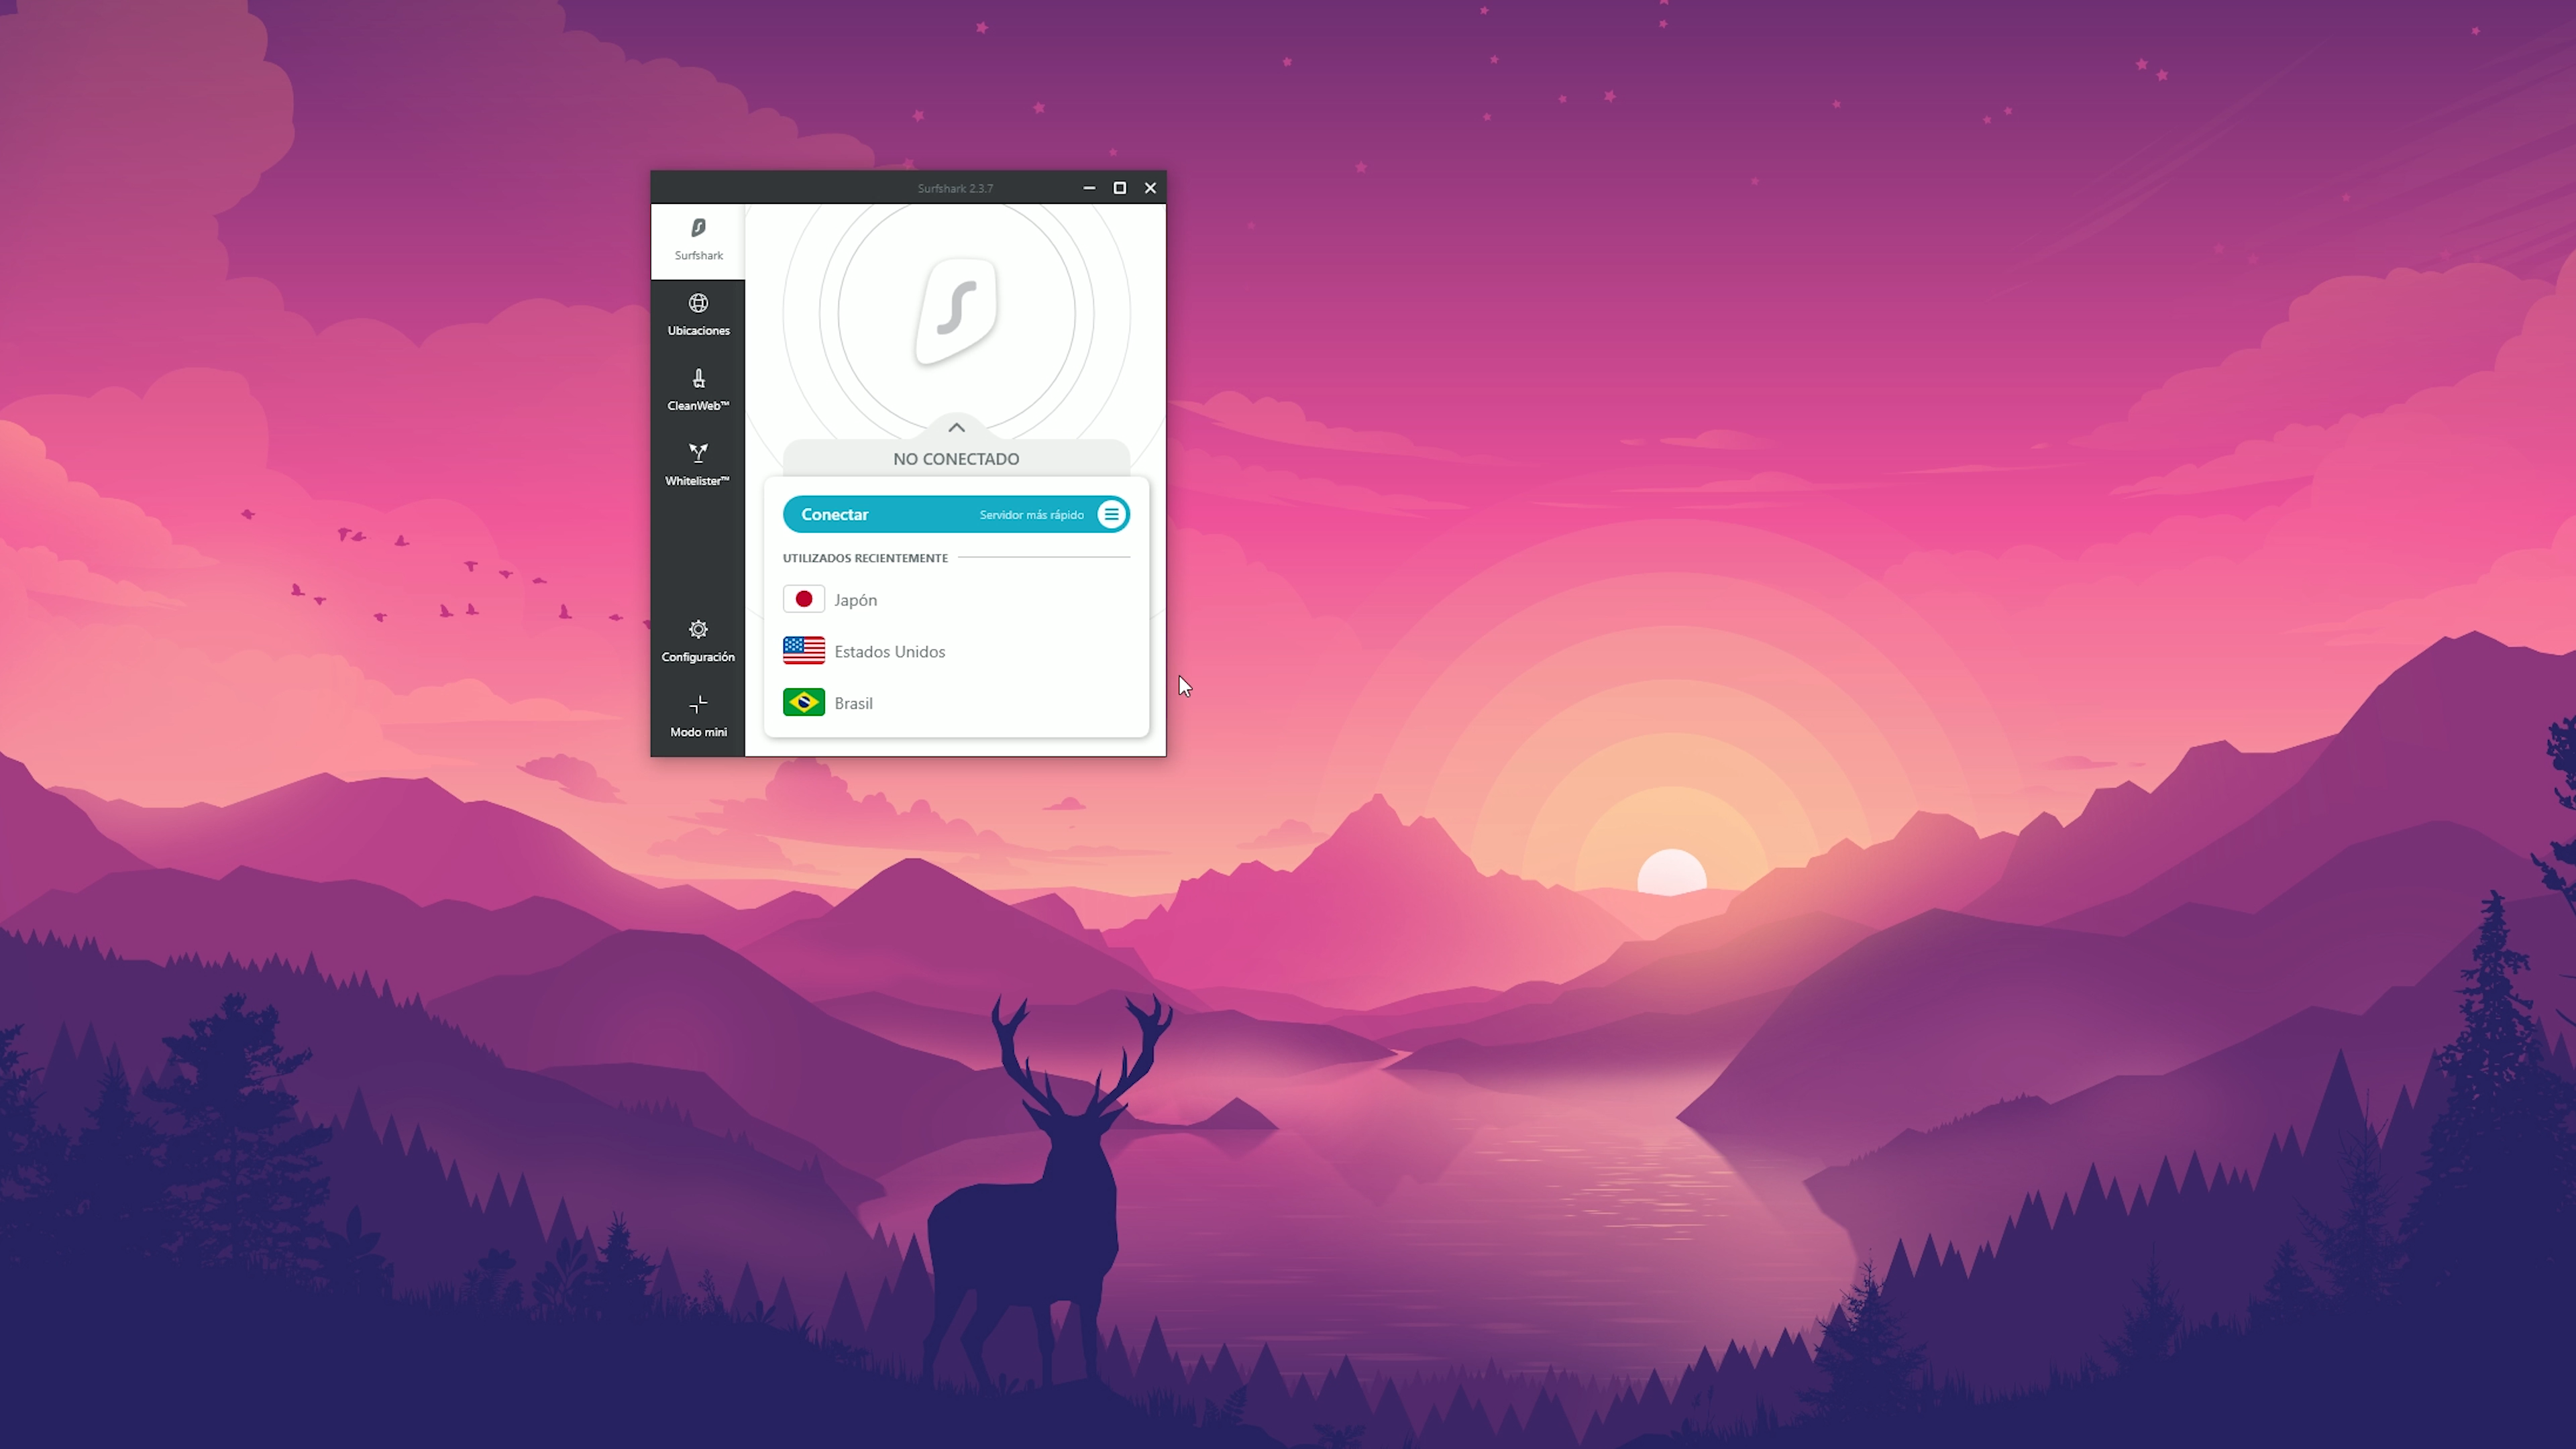 Surfshark 2.3.7
Surfshark
Ubicaciones
CleanWeb™
Whitelister™
Configuración
Modo mini
NO CONECTADO
Conectar
Servidor más rápido
UTILIZADOS RECIENTEMENTE
Japón
Estados Unidos
Brasil